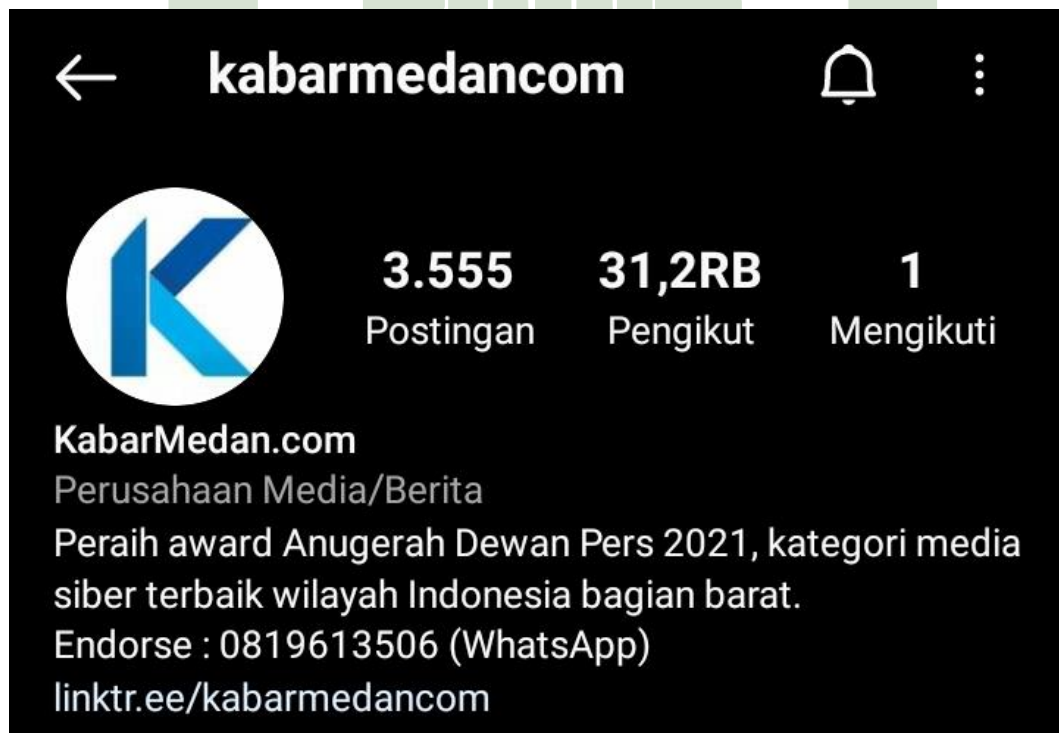 kabarmedancom
3.555 31,2RB 1
Postingan Pengikut Mengikuti
KabarMedan.com
Perusahaan Media/Berita
Peraih award Anugerah Dewan Pers 2021, kategori media
siber terbaik wilayah Indonesia bagian barat.
Endorse : 0819613506 (WhatsApp)
linktr.ee/kabarmedancom